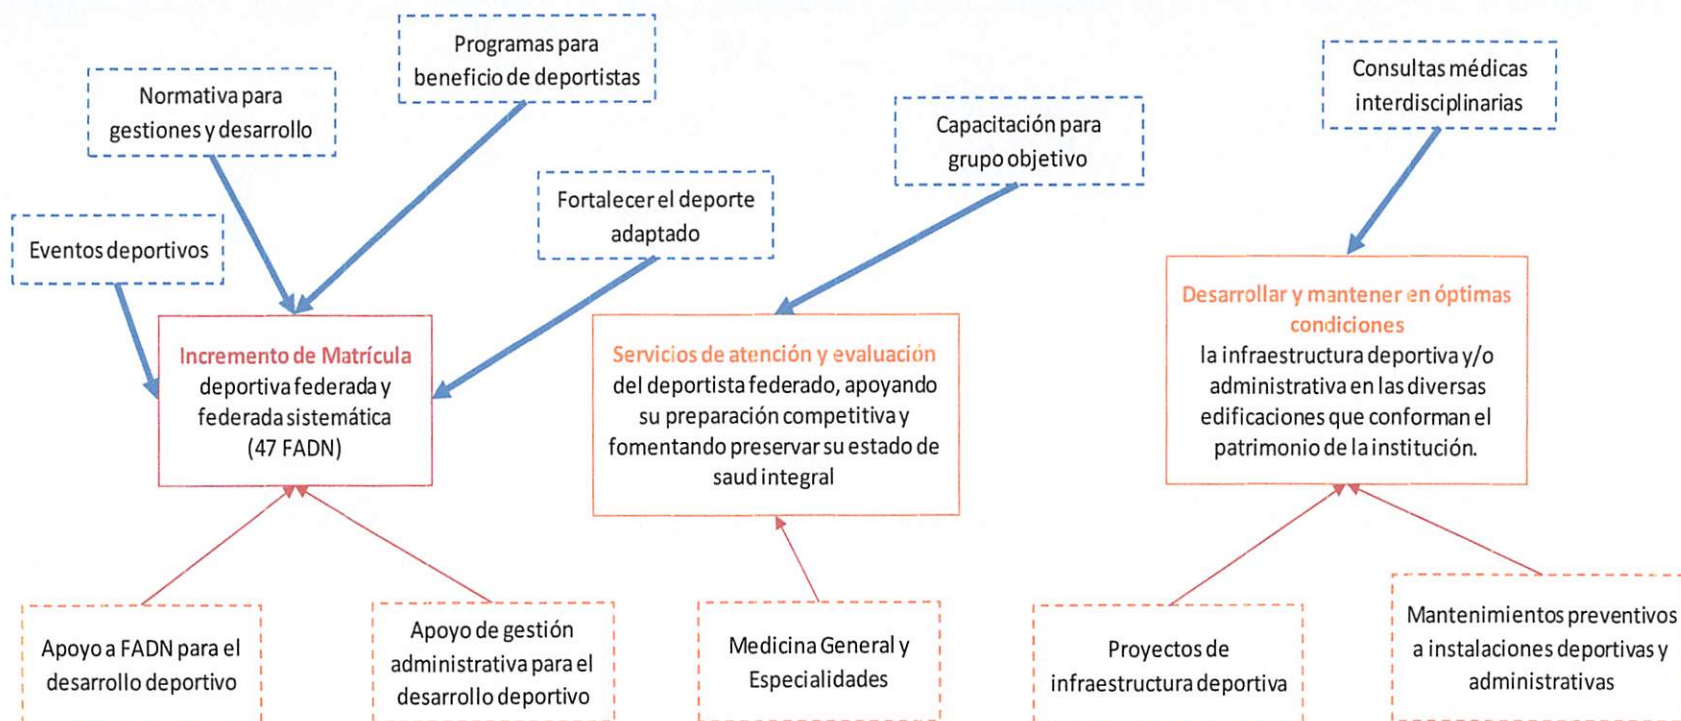 Programas para
beneficio de deportistas
Consultas médicas
interdisciplinarias
Normativa para
gestiones y desarrollo
Capacitación para
grupo objetivo
Fortalecer el deporte
adaptado
Eventos deportivos
Incremento de Matrícula
deportiva federada y
federada sistemática
(47 FADN)
Servicios de atención y evaluación
del deportista federado, apoyando
su preparación competitiva y
fomentando preservar su estado de
saud integral
Desarrollar y mantener en óptimas
condiciones
la infraestructura deportiva y/o
administrativa en las diversas
edificaciones que conforman el
patrimonio de la institución.
Apoyo a FADN para el
desarrollo deportivo
Apoyo de gestión
administrativa para el
desarrollo deportivo
Medicina General y
Especialidades
Proyectos de
infraestructura deportiva
Mantenimientos preventivos
a instalaciones deportivas y
administrativas